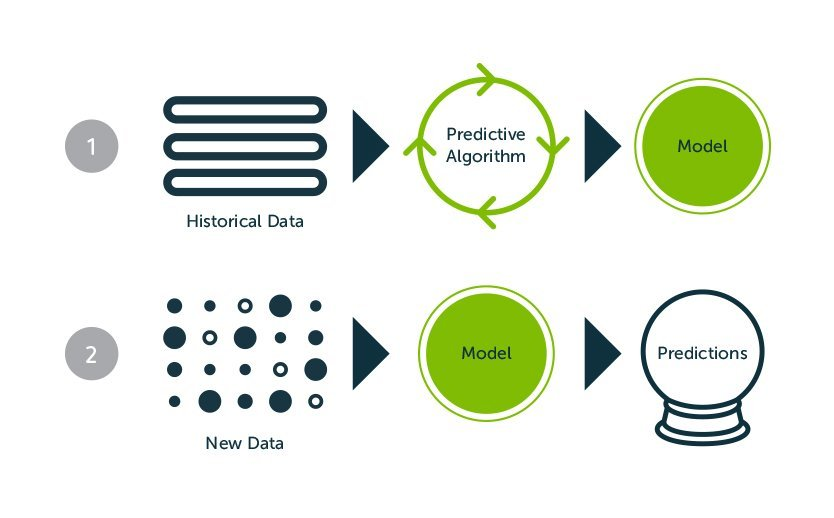 1
Predictive
Algorithm
Model
Historical Data
2
Model
Predictions
New Data